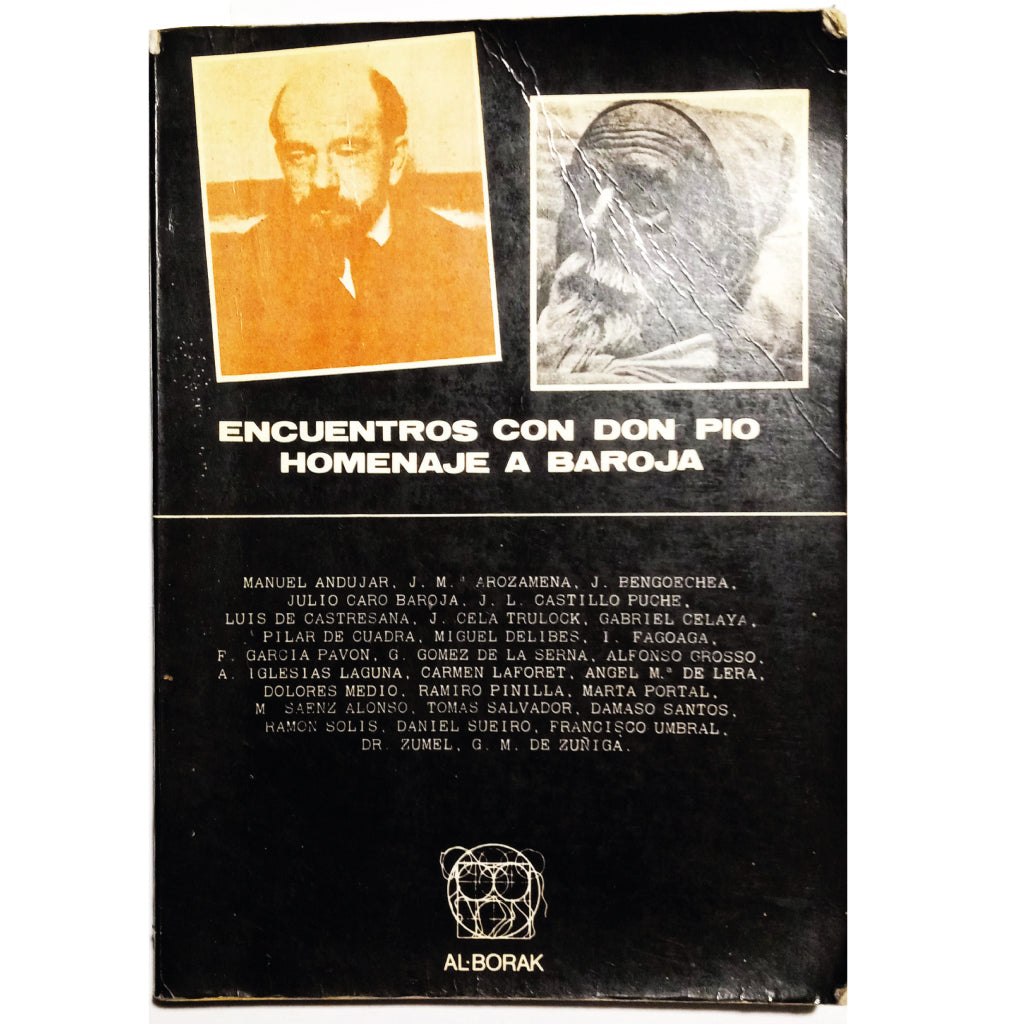 ENCUENTROS CON DON PIO
HOMENAJE A BAROJA
MANUEL ANDUJAR, J. M.ª AROZAMENA, J. BENGOECHEA,
JULIO CARO BAROJA, J. L. CASTILLO PUCHE,
LUIS DE CASTRESANA, J. CELA TRULOCK, GABRIEL CELAYA,
PILAR DE CUADRA, MIGUEL DELIBES, I. FAGOAGA,
F. GARCIA PAVON, G. GOMEZ DE LA SERNA, ALFONSO GROSSO,
A. IGLESIAS LAGUNA, CARMEN LAFORET, ANGEL M.ª DE LERA,
DOLORES MEDIO, RAMIRO PINILLA, MARTA PORTAL,
M. SAENZ ALONSO, TOMAS SALVADOR, DAMASO SANTOS,
RAMON SOLIS, DANIEL SUEIRO, FRANCISCO UMBRAL,
DR. ZUMEL, G. M. DE ZUÑIGA.
AL·BORAK